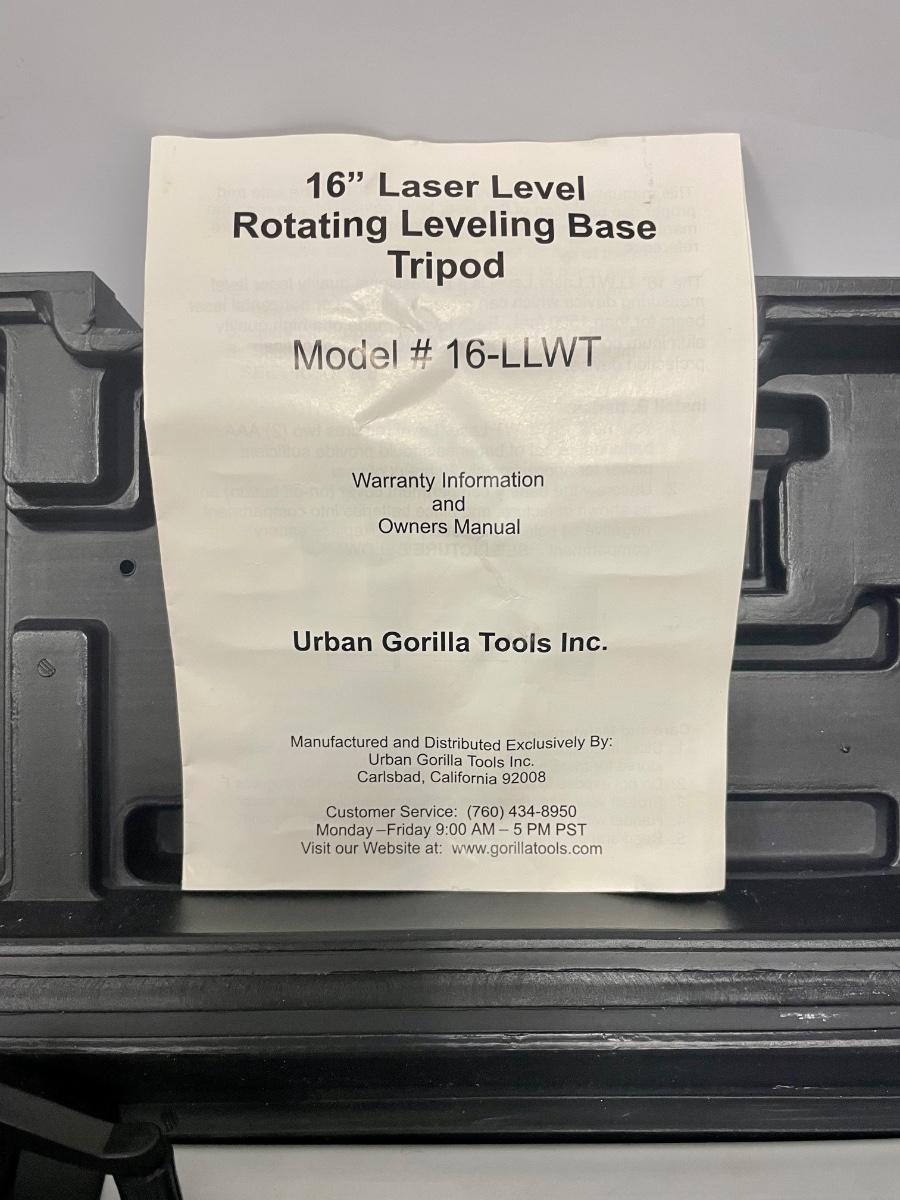 16” Laser Level
Rotating Leveling Base
Tripod
Model # 16-LLWT
Warranty Information
and
Owners Manual
Urban Gorilla Tools Inc.
Manufactured and Distributed Exclusively By:
Urban Gorilla Tools Inc.
Carlsbad, California 92008
Customer Service:  (760) 434-8950
Monday–Friday 9:00 AM – 5 PM PST
Visit our Website at:  www.gorillatools.com